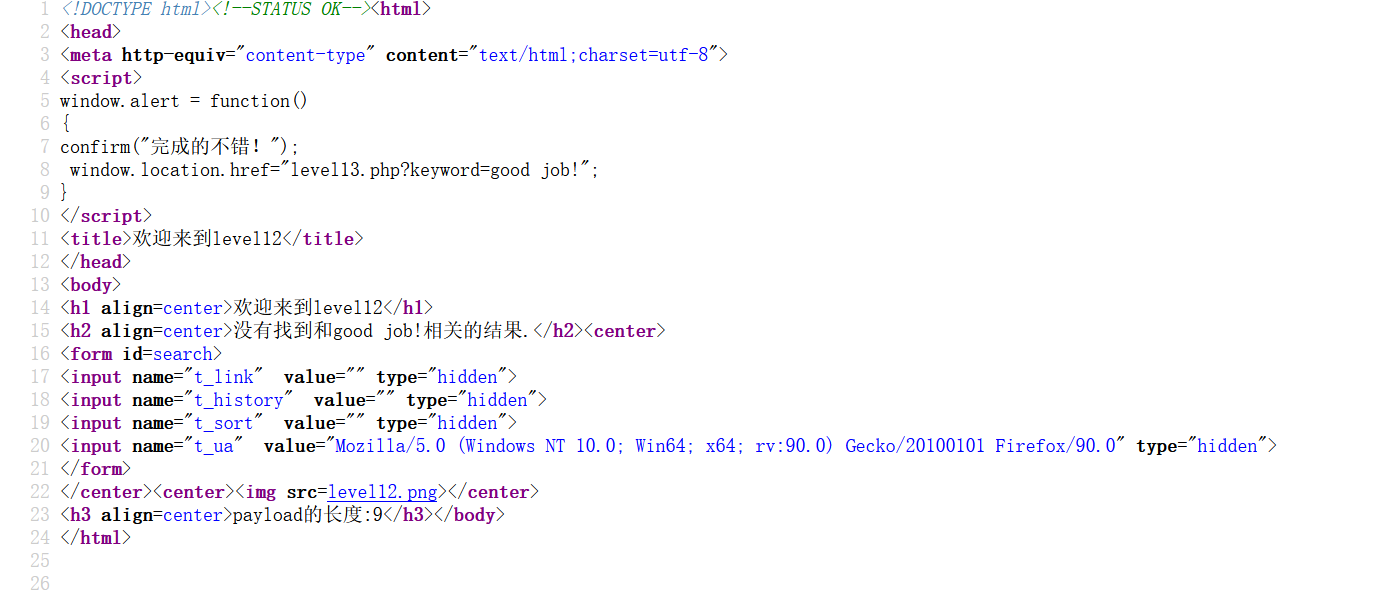 1 <!DOCTYPE html><!--STATUS OK--><html>
2 <head>
3 <meta http-equiv="content-type" content="text/html;charset=utf-8">
4 <script>
5 window.alert = function()
6 {
7 confirm("完成的不错！");
8  window.location.href="level13.php?keyword=good job!";
9 }
10 </script>
11 <title>欢迎来到level12</title>
12 </head>
13 <body>
14 <h1 align=center>欢迎来到level12</h1>
15 <h2 align=center>没有找到和good job!相关的结果.</h2><center>
16 <form id=search>
17 <input name="t_link"  value="" type="hidden">
18 <input name="t_history"  value="" type="hidden">
19 <input name="t_sort"  value="" type="hidden">
20 <input name="t_ua"  value="Mozilla/5.0 (Windows NT 10.0; Win64; x64; rv:90.0) Gecko/20100101 Firefox/90.0" type="hidden">
21 </form>
22 </center><center><img src=level12.png></center>
23 <h3 align=center>payload的长度:9</h3></body>
24 </html>
25
26